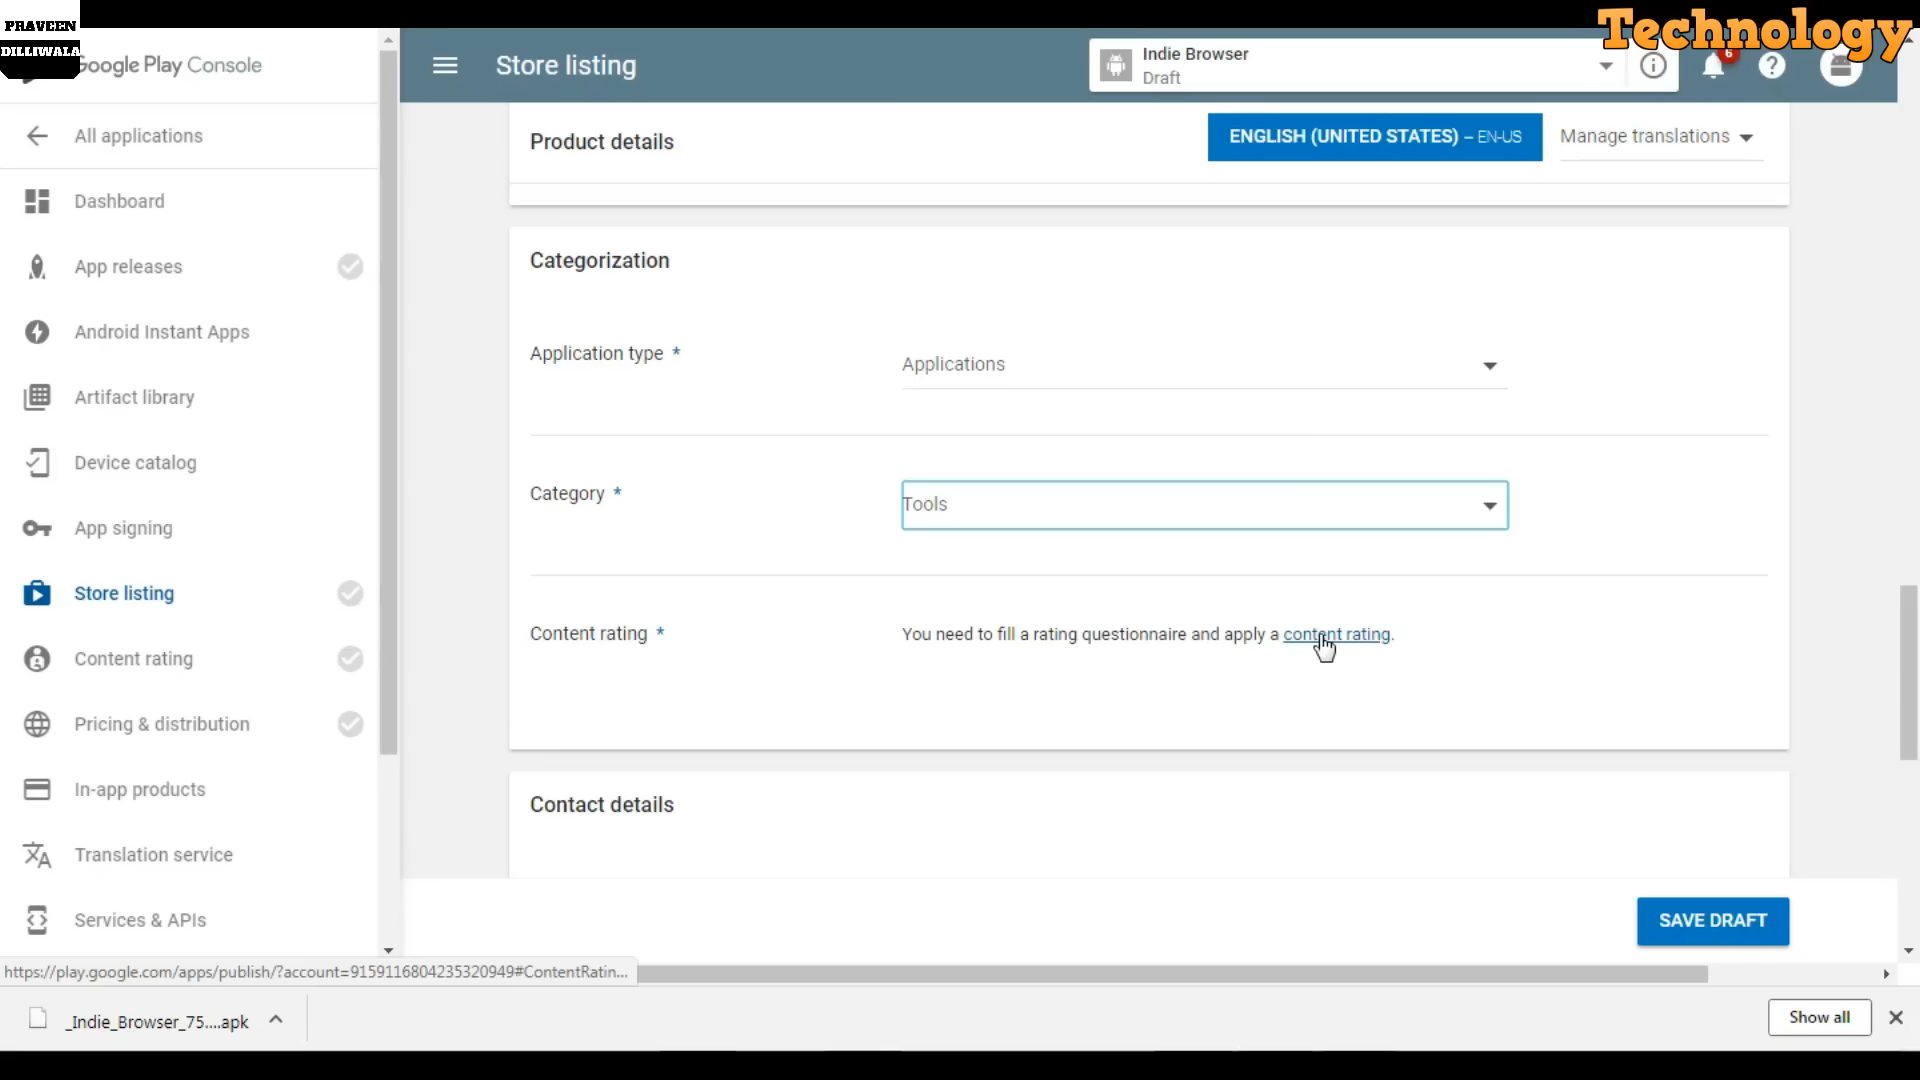 PRAVEEN
DILLIWALA
Technology
Google Play Console
Store listing
Indie Browser
Draft
6
All applications
Dashboard
App releases
Android Instant Apps
Artifact library
Device catalog
App signing
Store listing
Content rating
Pricing & distribution
In-app products
Translation service
Services & APIs
Product details
ENGLISH (UNITED STATES) – EN-US
Manage translations
Categorization
Application type *
Applications
Category *
Tools
Content rating *
You need to fill a rating questionnaire and apply a content rating.
Contact details
SAVE DRAFT
https://play.google.com/apps/publish/?account=9159116804235320949#ContentRatin...
_Indie_Browser_75....apk
Show all